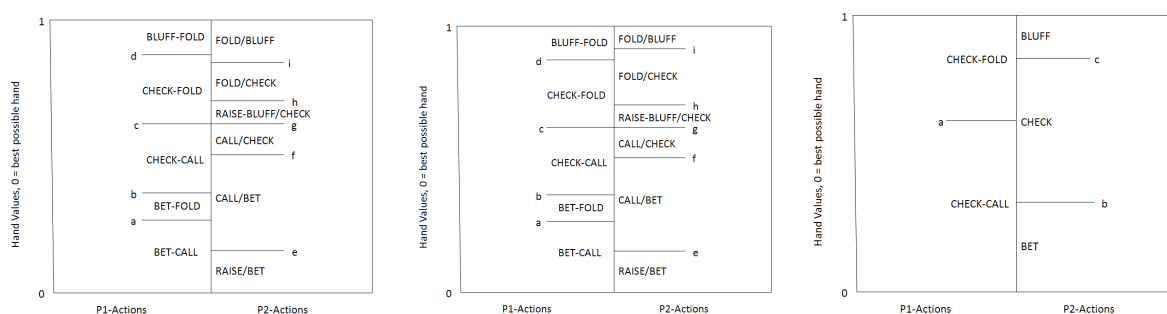 1
BLUFF-FOLD
FOLD/BLUFF
d
i
CHECK-FOLD
FOLD/CHECK
h
RAISE-BLUFF/CHECK
c
g
CALL/CHECK
CHECK-CALL
f
b
CALL/BET
BET-FOLD
a
BET-CALL
e
RAISE/BET
0
Hand Values, 0 = best possible hand
P1-Actions
P2-Actions
1
BLUFF-FOLD
FOLD/BLUFF
i
d
FOLD/CHECK
CHECK-FOLD
h
RAISE-BLUFF/CHECK
c
g
CALL/CHECK
CHECK-CALL
f
b
CALL/BET
BET-FOLD
a
BET-CALL
e
RAISE/BET
0
Hand Values, 0 = best possible hand
P1-Actions
P2-Actions
1
BLUFF
CHECK-FOLD
c
a
CHECK
CHECK-CALL
b
BET
0
Hand Values, 0 = best possible hand
P1-Actions
P2-Actions